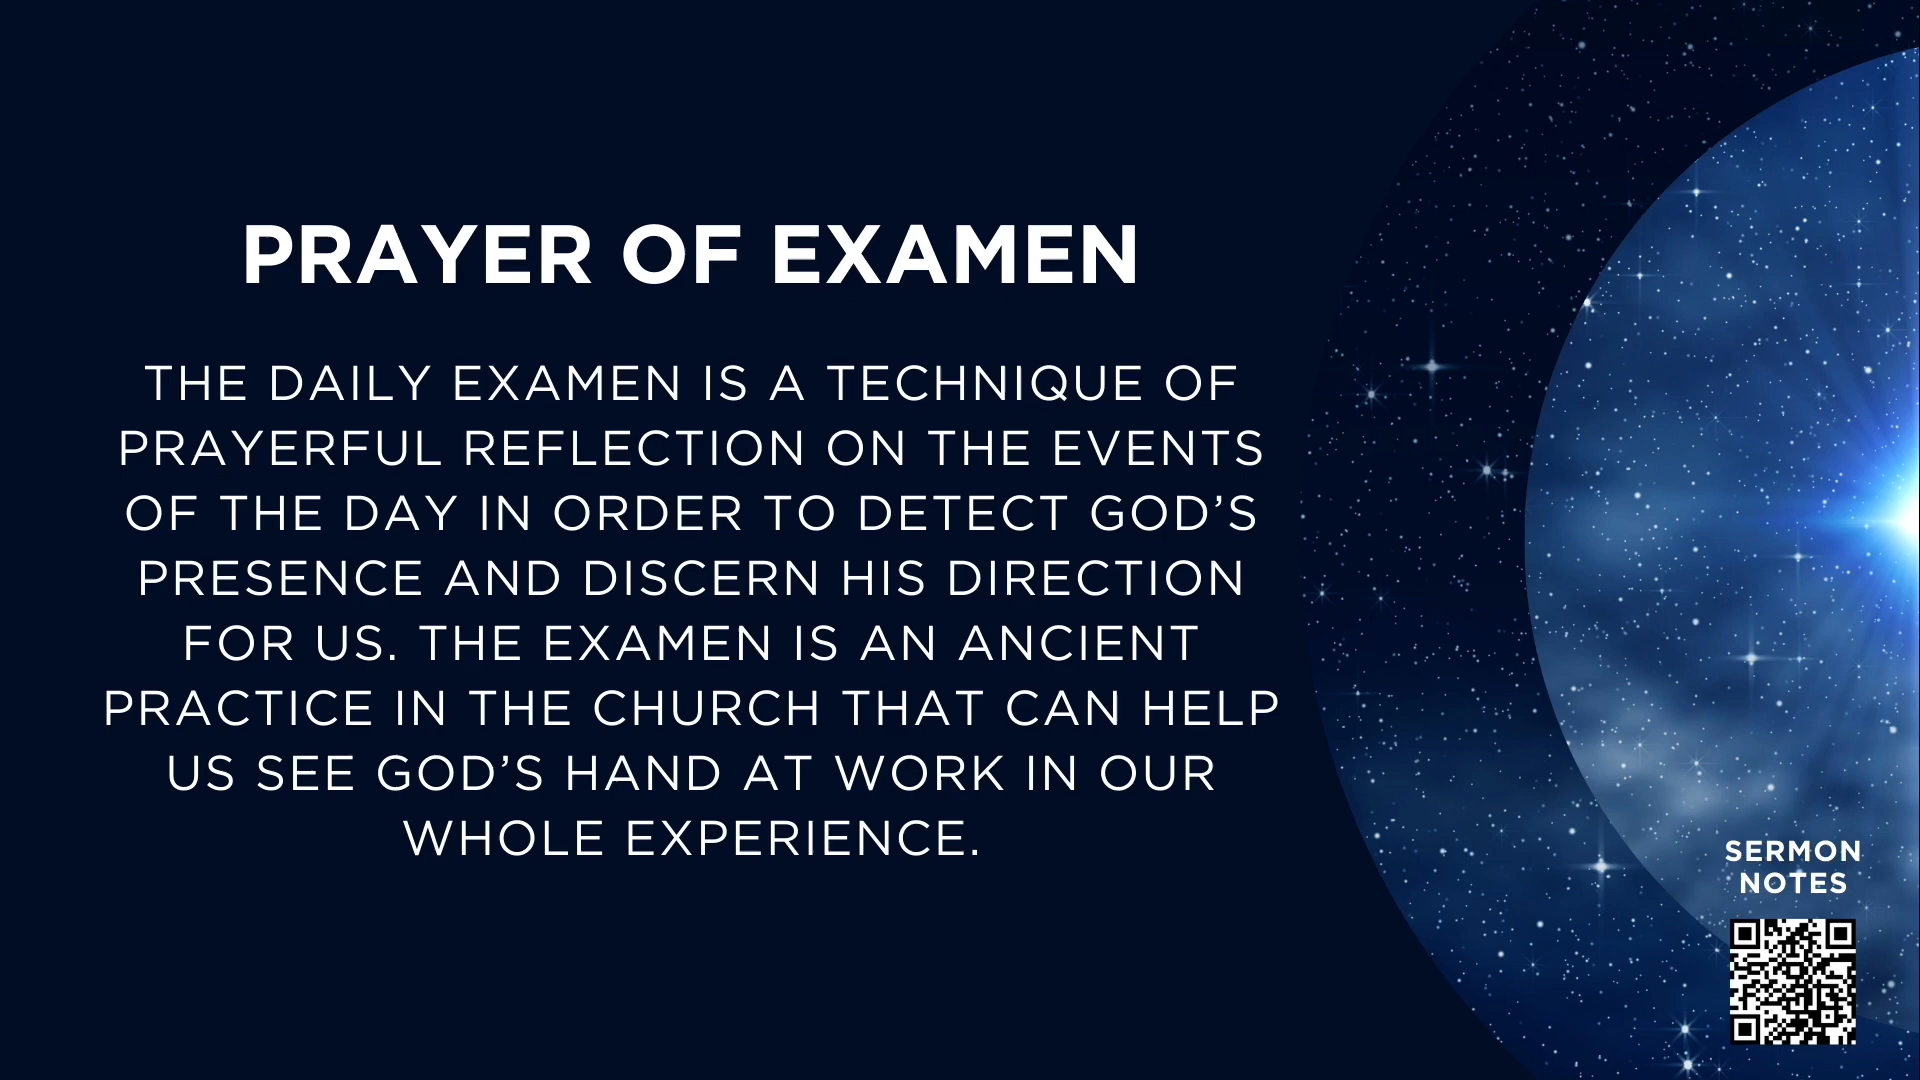 PRAYER OF EXAMEN
THE DAILY EXAMEN IS A TECHNIQUE OF
PRAYERFUL REFLECTION ON THE EVENTS
OF THE DAY IN ORDER TO DETECT GOD’S
PRESENCE AND DISCERN HIS DIRECTION
FOR US. THE EXAMEN IS AN ANCIENT
PRACTICE IN THE CHURCH THAT CAN HELP
US SEE GOD’S HAND AT WORK IN OUR
WHOLE EXPERIENCE.
SERMON
NOTES